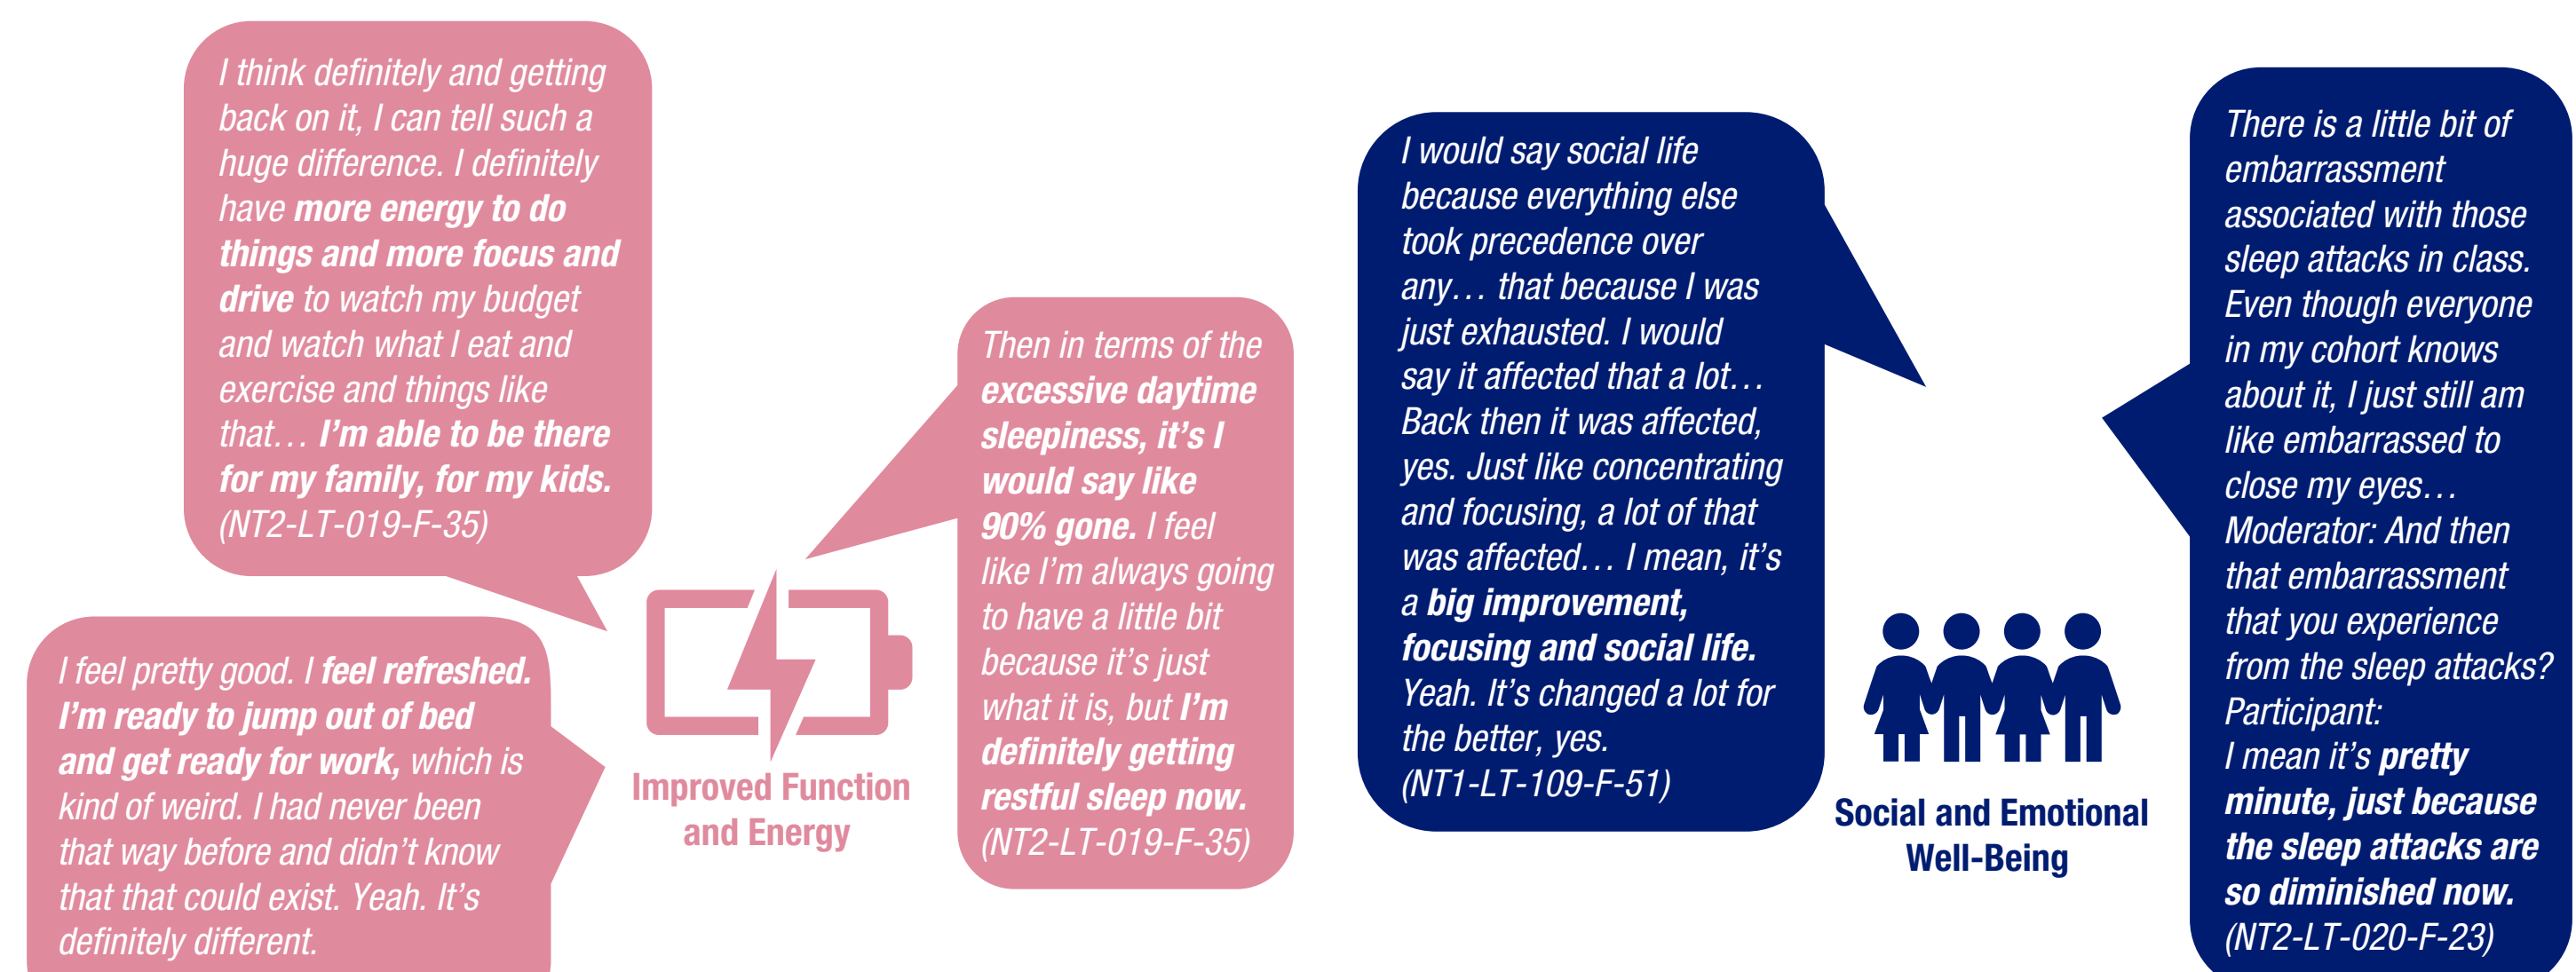 I think definitely and getting
back on it, I can tell such a
huge difference. I definitely
have more energy to do
things and more focus and
drive to watch my budget
and watch what I eat and
exercise and things like
that… I'm able to be there
for my family, for my kids.
(NT2-LT-019-F-35)
I feel pretty good. I feel refreshed.
I'm ready to jump out of bed
and get ready for work, which is
kind of weird. I had never been
that way before and didn't know
that that could exist. Yeah. It's
definitely different.
Improved Function
and Energy
Then in terms of the
excessive daytime
sleepiness, it's I
would say like
90% gone. I feel
like I'm always going
to have a little bit
because it's just
what it is, but I'm
definitely getting
restful sleep now.
(NT2-LT-019-F-35)
I would say social life
because everything else
took precedence over
any… that because I was
just exhausted. I would
say it affected that a lot…
Back then it was affected,
yes. Just like concentrating
and focusing, a lot of that
was affected… I mean, it's
a big improvement,
focusing and social life.
Yeah. It's changed a lot for
the better, yes.
(NT1-LT-109-F-51)
Social and Emotional
Well-Being
There is a little bit of
embarrassment
associated with those
sleep attacks in class.
Even though everyone
in my cohort knows
about it, I just still am
like embarrassed to
close my eyes…
Moderator: And then
that embarrassment
that you experience
from the sleep attacks?
Participant:
I mean it's pretty
minute, just because
the sleep attacks are
so diminished now.
(NT2-LT-020-F-23)